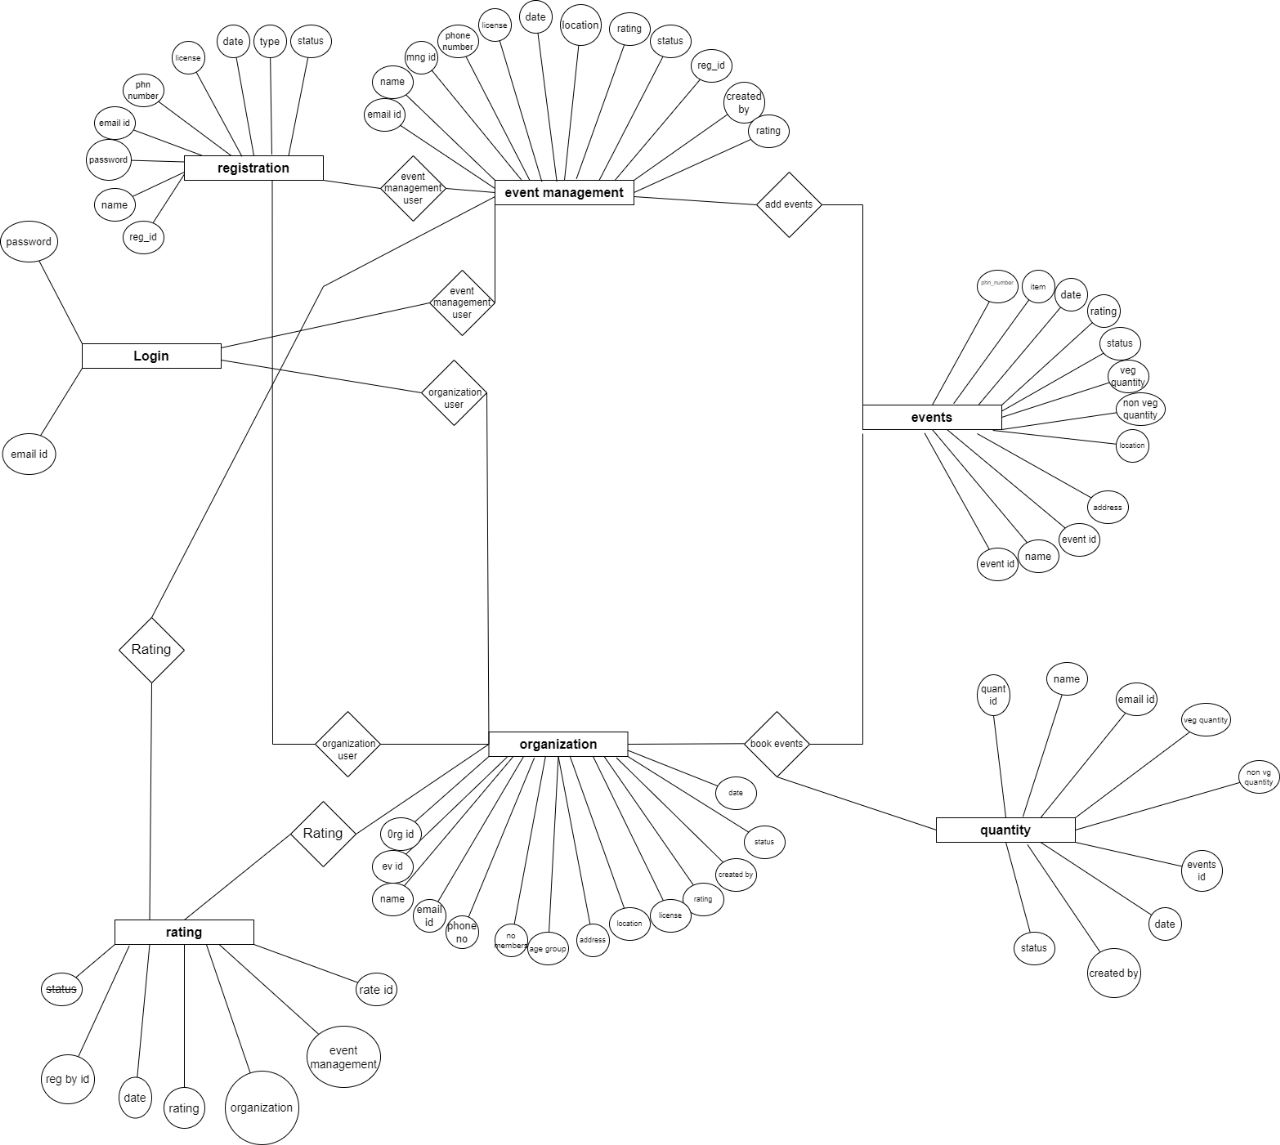 registration
status
type
date
license
phn
number
email id
password
name
reg_id
event
management
user
event management
email id
name
mng id
phone
number
license
date
location
rating
status
reg_id
created
by
rating
add events
password
Login
email id
event
management
user
organization
user
events
phn_number
item
date
rating
status
veg
quantity
non veg
quantity
location
address
event id
name
event id
Rating
organization
user
organization
book events
Rating
0rg id
ev id
name
email
id
phone
no
no
members
age group
address
location
license
rating
created by
status
date
quantity
quant
id
name
email id
veg quantity
non vg
quantity
events
id
date
created by
status
rating
status
reg by id
date
rating
organization
event
management
rate id